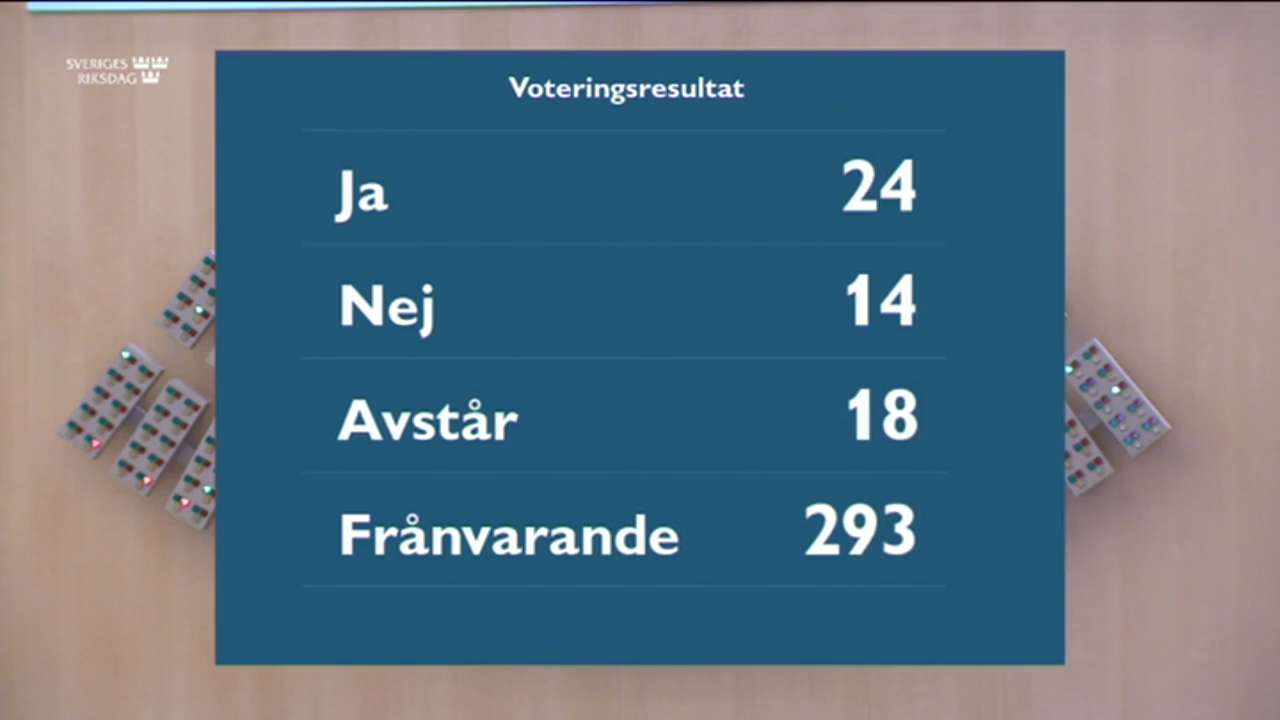 SVERIGES
RIKSDAG
Voteringsresultat
Ja 24
Nej 14
Avstår 18
Frånvarande 293